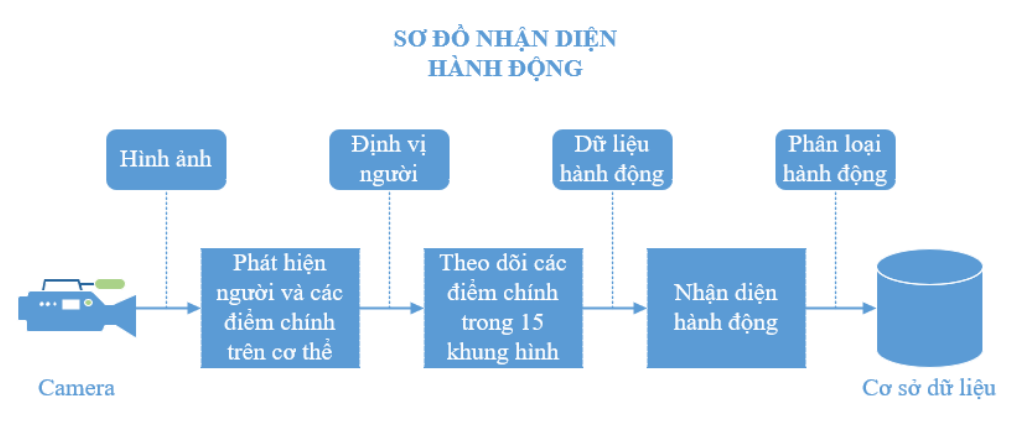 SƠ ĐỒ NHẬN DIỆN
HÀNH ĐỘNG
Hình ảnh
Định vị
người
Dữ liệu
hành động
Phân loại
hành động
Phát hiện
người và các
điểm chính
trên cơ thể
Theo dõi các
điểm chính
trong 15
khung hình
Nhận diện
hành động
Camera
Cơ sở dữ liệu